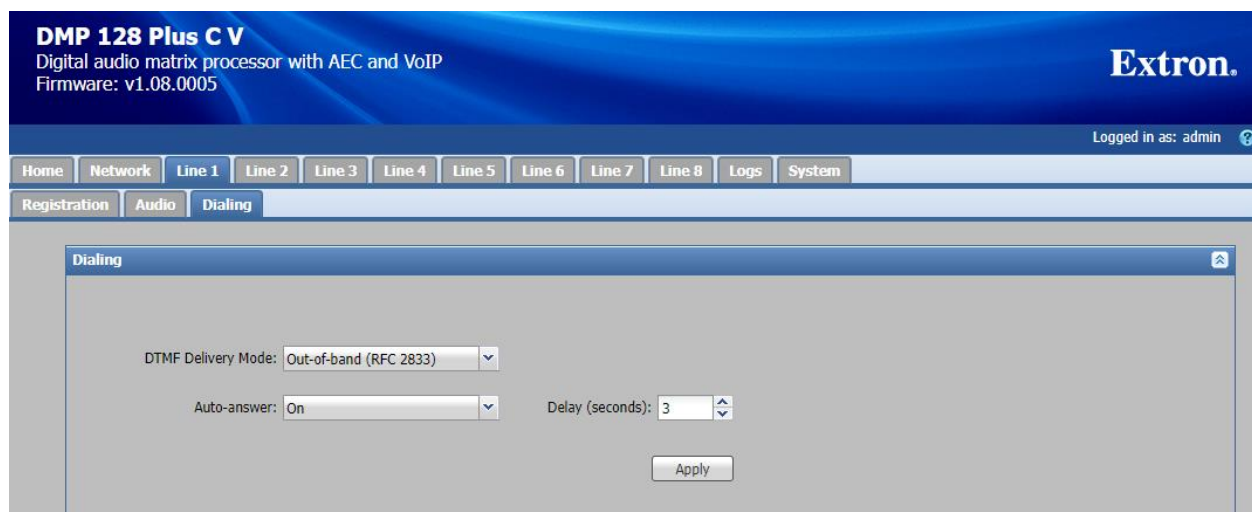 DMP 128 Plus C V
Digital audio matrix processor with AEC and VoIP
Firmware: v1.08.0005
Extron.
Logged in as: admin
Home Network Line 1 Line 2 Line 3 Line 4 Line 5 Line 6 Line 7 Line 8 Logs System
Registration Audio Dialing
Dialing
DTMF Delivery Mode: Out-of-band (RFC 2833)
Auto-answer: On Delay (seconds): 3
Apply